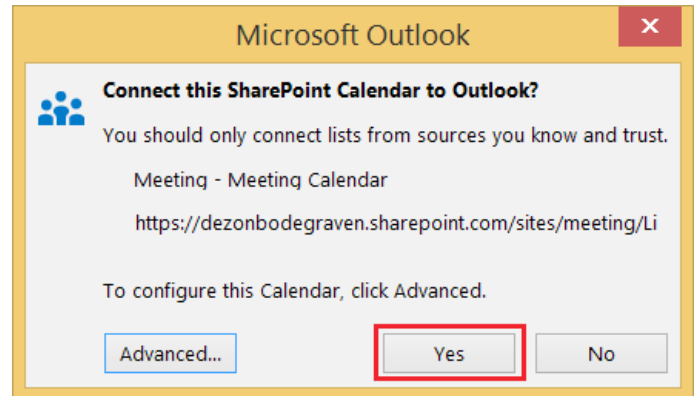 Microsoft Outlook
Connect this SharePoint Calendar to Outlook?
You should only connect lists from sources you know and trust.
Meeting - Meeting Calendar
https://dezonbodegraven.sharepoint.com/sites/meeting/Li
To configure this Calendar, click Advanced.
Advanced... Yes No